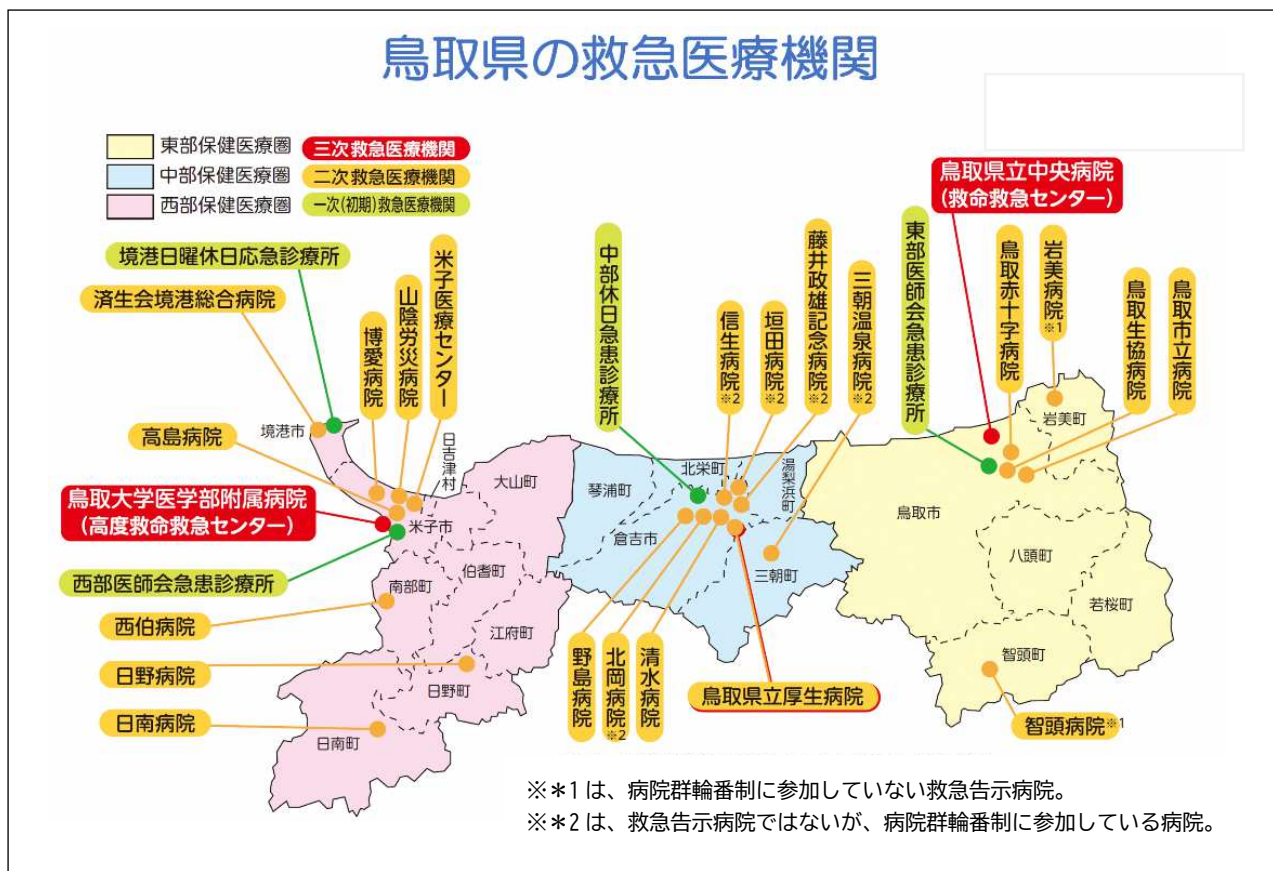 鳥取県の救急医療機関
東部保健医療圏
中部保健医療圏
西部保健医療圏
三次救急医療機関
二次救急医療機関
一次(初期)救急医療機関
境港日曜休日応急診療所
済生会境港総合病院
博愛病院
山陰労災病院
米子医療センター
高島病院
鳥取大学医学部附属病院
(高度救命救急センター)
西部医師会急患診療所
西伯病院
日野病院
日南病院
中部休日急患診療所
信生病院※2
垣田病院※2
藤井政雄記念病院※2
三朝温泉病院※2
野島病院
北岡病院※2
清水病院
鳥取県立厚生病院
鳥取県立中央病院
(救命救急センター)
東部医師会急患診療所
鳥取赤十字病院
岩美病院※1
鳥取生協病院
鳥取市立病院
智頭病院※1
境港市
日吉津村
米子市
大山町
南部町
伯耆町
江府町
日野町
日南町
琴浦町
北栄町
湯梨浜町
倉吉市
三朝町
鳥取市
岩美町
八頭町
若桜町
智頭町
※*1は、病院群輪番制に参加していない救急告示病院。
※*2は、救急告示病院ではないが、病院群輪番制に参加している病院。